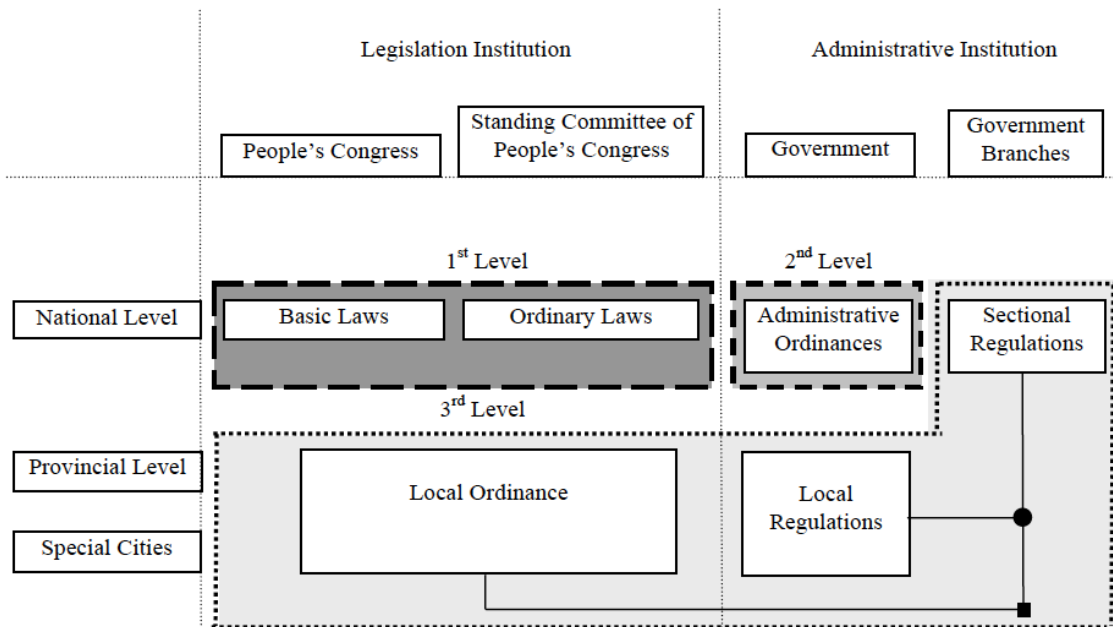 Legislation Institution
Administrative Institution
People's Congress
Standing Committee of
People's Congress
Government
Government
Branches
1st Level
2nd Level
National Level
Basic Laws
Ordinary Laws
Administrative
Ordinances
Sectional
Regulations
3rd Level
Provincial Level
Local Ordinance
Local
Regulations
Special Cities